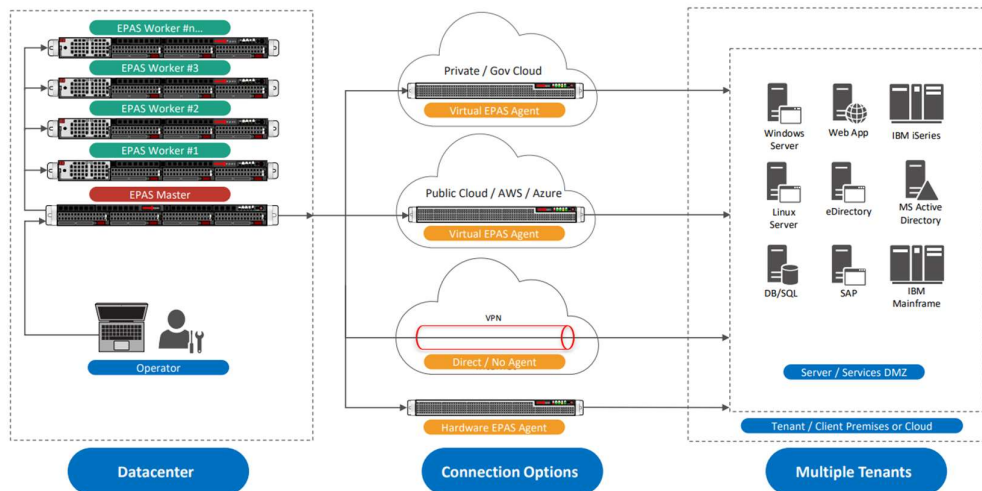 EPAS Worker #n...
EPAS Worker #3
EPAS Worker #2
EPAS Worker #1
EPAS Master
Operator
Datacenter
Private / Gov Cloud
Virtual EPAS Agent
Public Cloud / AWS / Azure
Virtual EPAS Agent
VPN
Direct / No Agent
Hardware EPAS Agent
Connection Options
Windows
Server
Web App
IBM iSeries
Linux
Server
eDirectory
MS Active
Directory
DB/SQL
SAP
IBM
Mainframe
Server / Services DMZ
Tenant / Client Premises or Cloud
Multiple Tenants